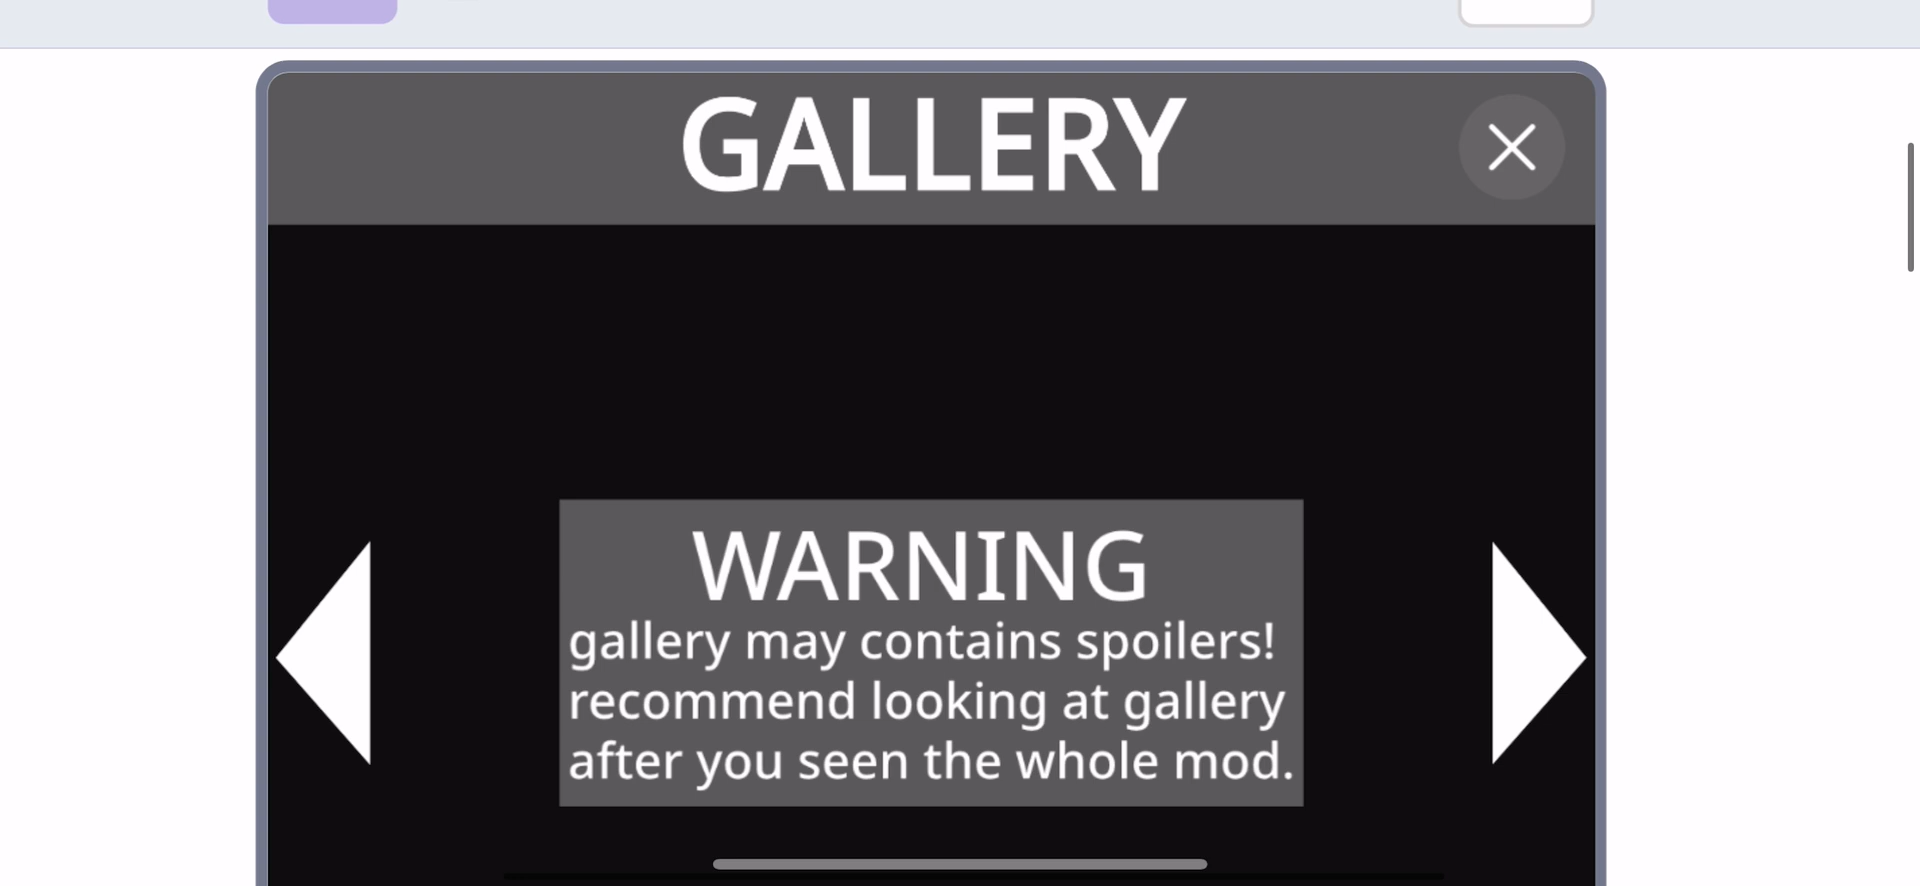 GALLERY
WARNING
gallery may contains spoilers!
recommend looking at gallery
after you seen the whole mod.